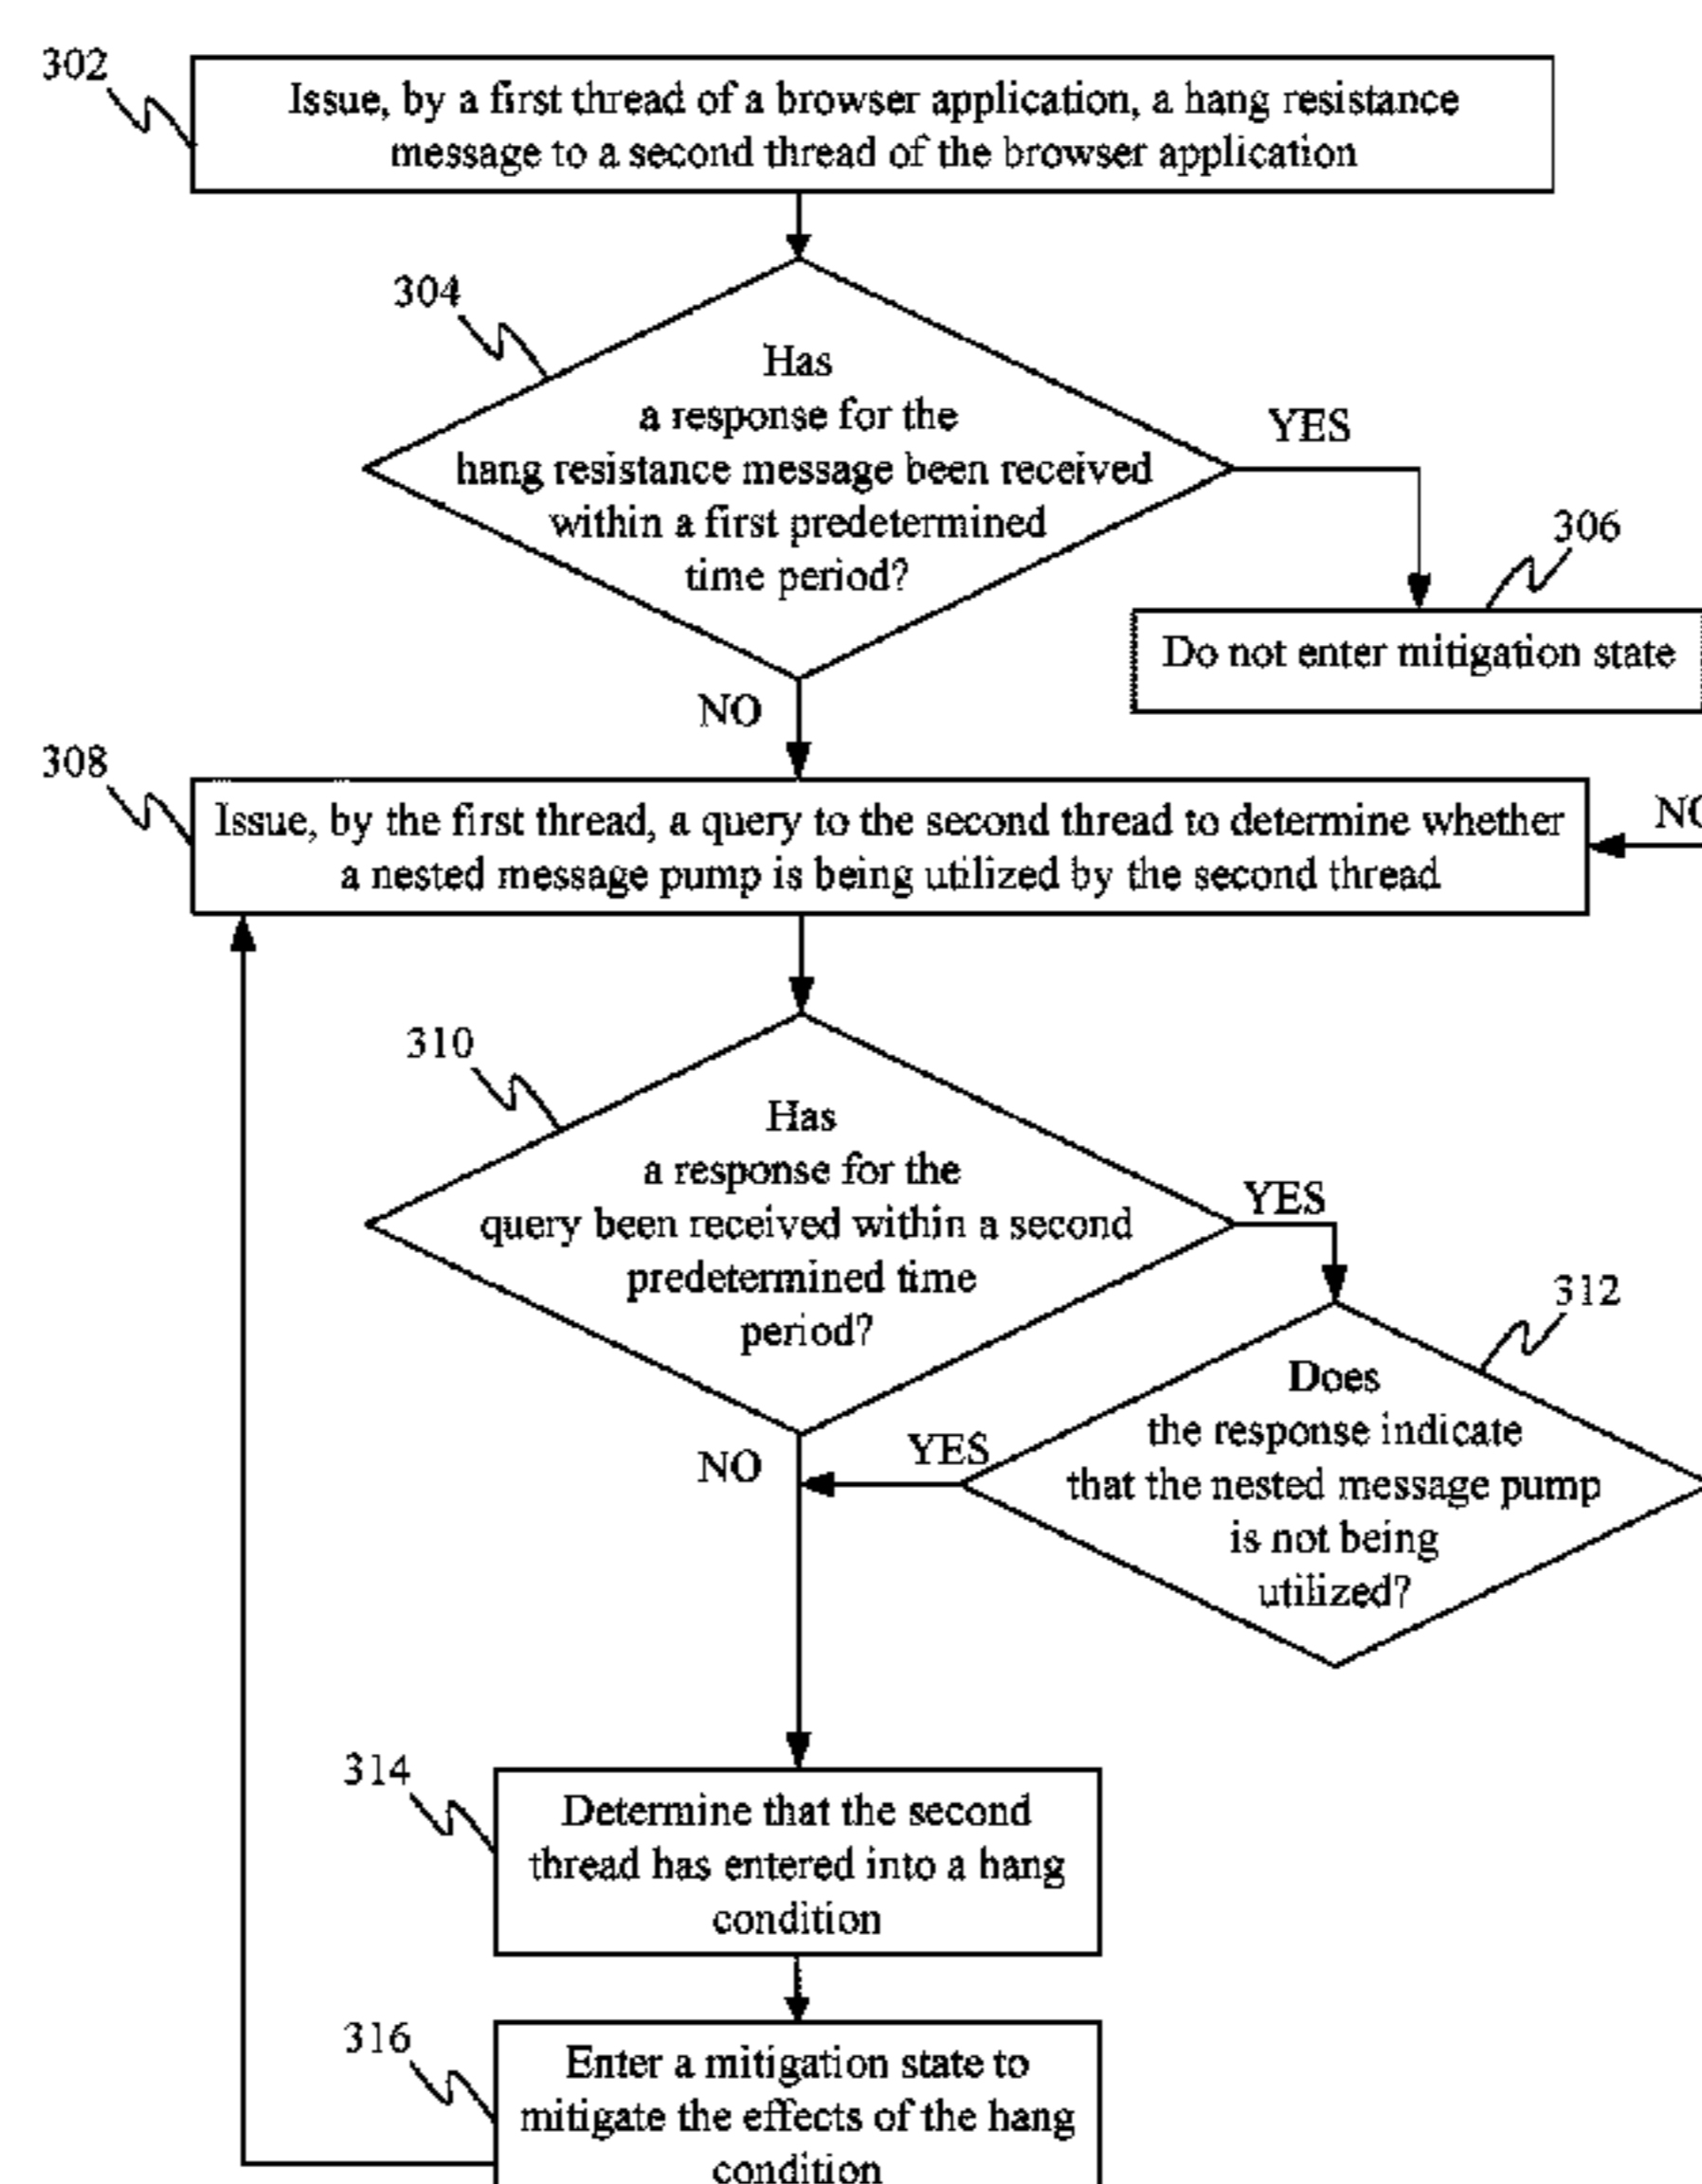 302
Issue, by a first thread of a browser application, a hang resistance
message to a second thread of the browser application
304
Has
a response for the
hang resistance message been received
within a first predetermined
time period?
YES
306
Do not enter mitigation state
NO
308
Issue, by the first thread, a query to the second thread to determine whether
a nested message pump is being utilized by the second thread
NO
310
Has
a response for the
query been received within a second
predetermined time
period?
YES
312
Does
the response indicate
that the nested message pump
is not being
utilized?
YES
NO
314
Determine that the second
thread has entered into a hang
condition
316
Enter a mitigation state to
mitigate the effects of the hang
condition